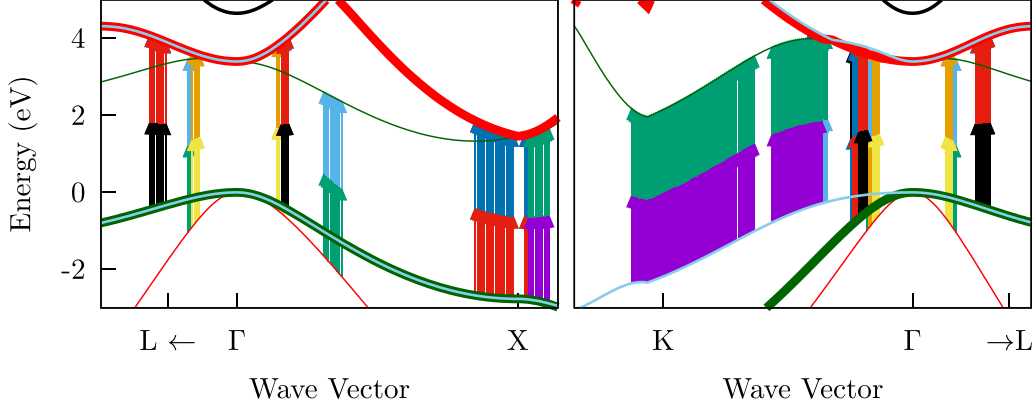 Energy (eV)
4
2
0
-2
L ← Γ X K Γ →L
Wave Vector Wave Vector